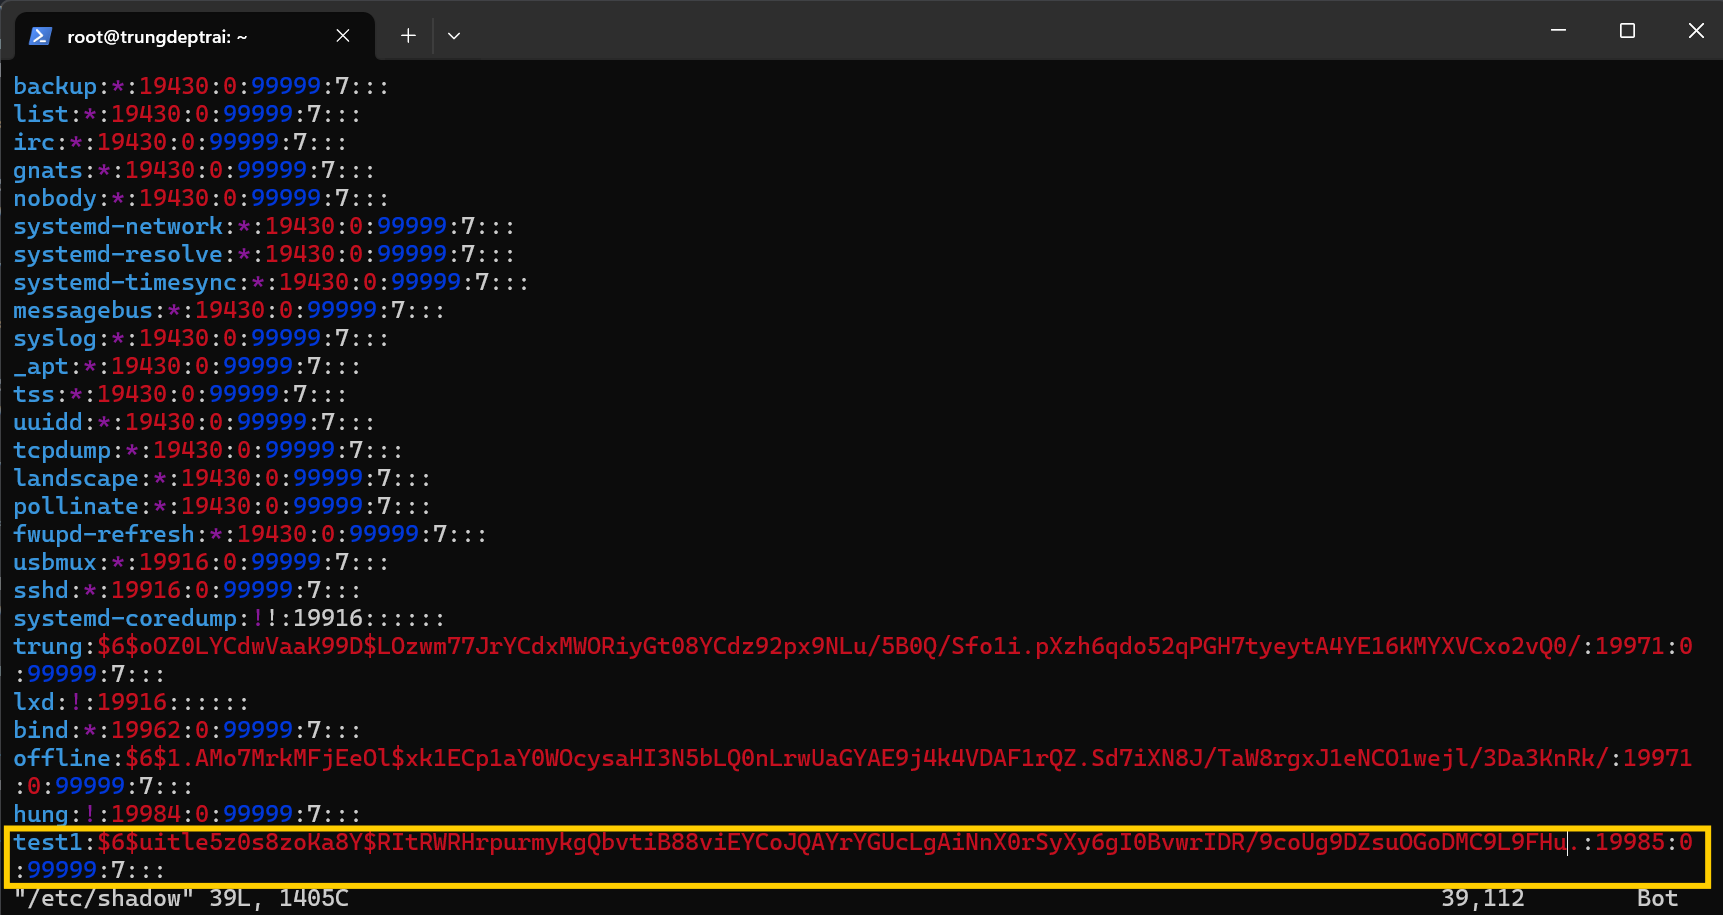 root@trungdeptrai: ~
backup:*:19430:0:99999:7:::
list:*:19430:0:99999:7:::
irc:*:19430:0:99999:7:::
gnats:*:19430:0:99999:7:::
nobody:*:19430:0:99999:7:::
systemd-network:*:19430:0:99999:7:::
systemd-resolve:*:19430:0:99999:7:::
systemd-timesync:*:19430:0:99999:7:::
messagebus:*:19430:0:99999:7:::
syslog:*:19430:0:99999:7:::
_apt:*:19430:0:99999:7:::
tss:*:19430:0:99999:7:::
uuidd:*:19430:0:99999:7:::
tcpdump:*:19430:0:99999:7:::
landscape:*:19430:0:99999:7:::
pollinate:*:19430:0:99999:7:::
fwupd-refresh:*:19430:0:99999:7:::
usbmux:*:19916:0:99999:7:::
sshd:*:19916:0:99999:7:::
systemd-coredump:!!:19916::::::
trung:$6$oOZ0LYCdwVaaK99D$LOzwm77JrYCdxMWORiyGt08YCdz92px9NLu/5B0Q/Sfo1i.pXzh6qdo52qPGH7tyeytA4YE16KMYXVCxo2vQ0/:19971:0
:99999:7:::
lxd:!:19916::::::
bind:*:19962:0:99999:7:::
offline:$6$1.AMo7MrkMFjEeOl$xk1ECp1aY0WOcysaHI3N5bLQ0nLrwUaGYAE9j4k4VDAF1rQZ.Sd7iXN8J/TaW8rgxJ1eNCO1wejl/3Da3KnRk/:19971
:0:99999:7:::
hung:!:19984:0:99999:7:::
test1:$6$uitle5z0s8zoKa8Y$RItRWRHrpurmykgQbvtiB88viEYCoJQAYrYGUcLgAiNnX0rSyXy6gI0BvwrIDR/9coUg9DZsuOGoDMC9L9FHu.:19985:0
:99999:7:::
"/etc/shadow" 39L, 1405C 39,112 Bot